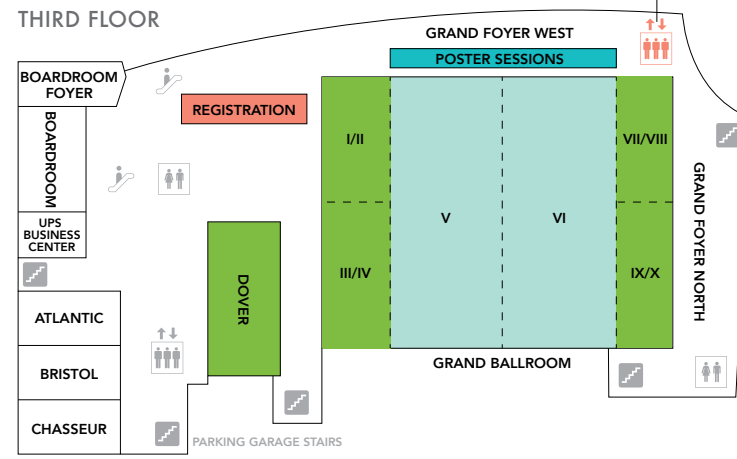 THIRD FLOOR
GRAND FOYER WEST
POSTER SESSIONS
BOARDROOM
FOYER
REGISTRATION
BOARDROOM
I/II
VII/VIII
UPS
BUSINESS
CENTER
V
VI
GRAND FOYER NORTH
III/IV
IX/X
DOVER
ATLANTIC
GRAND BALLROOM
BRISTOL
CHASSEUR
PARKING GARAGE STAIRS